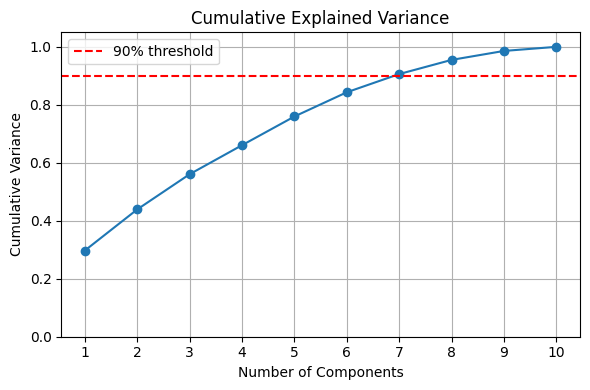 Cumulative Explained Variance
90% threshold
Cumulative Variance
1.0
0.8
0.6
0.4
0.2
0.0
1 2 3 4 5 6 7 8 9 10
Number of Components